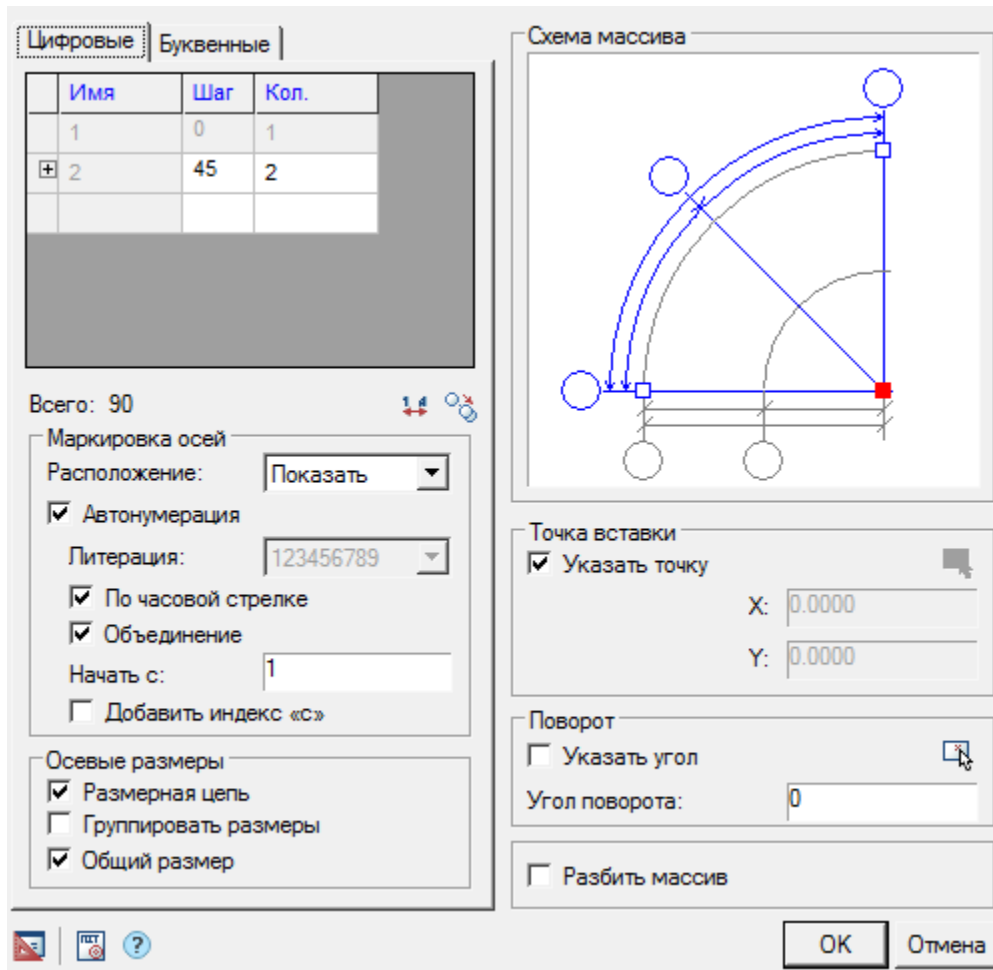 Цифровые Буквенные
Имя Шаг Кол.
1 0 1
2 45 2
Всего: 90
Маркировка осей
Расположение: Показать
Автонумерация
Литерация: 123456789
По часовой стрелке
Объединение
Начать с: 1
Добавить индекс «с»
Осевые размеры
Размерная цепь
Группировать размеры
Общий размер
Схема массива
Точка вставки
Указать точку
X: 0.0000
Y: 0.0000
Поворот
Указать угол
Угол поворота: 0
Разбить массив
OK Отмена